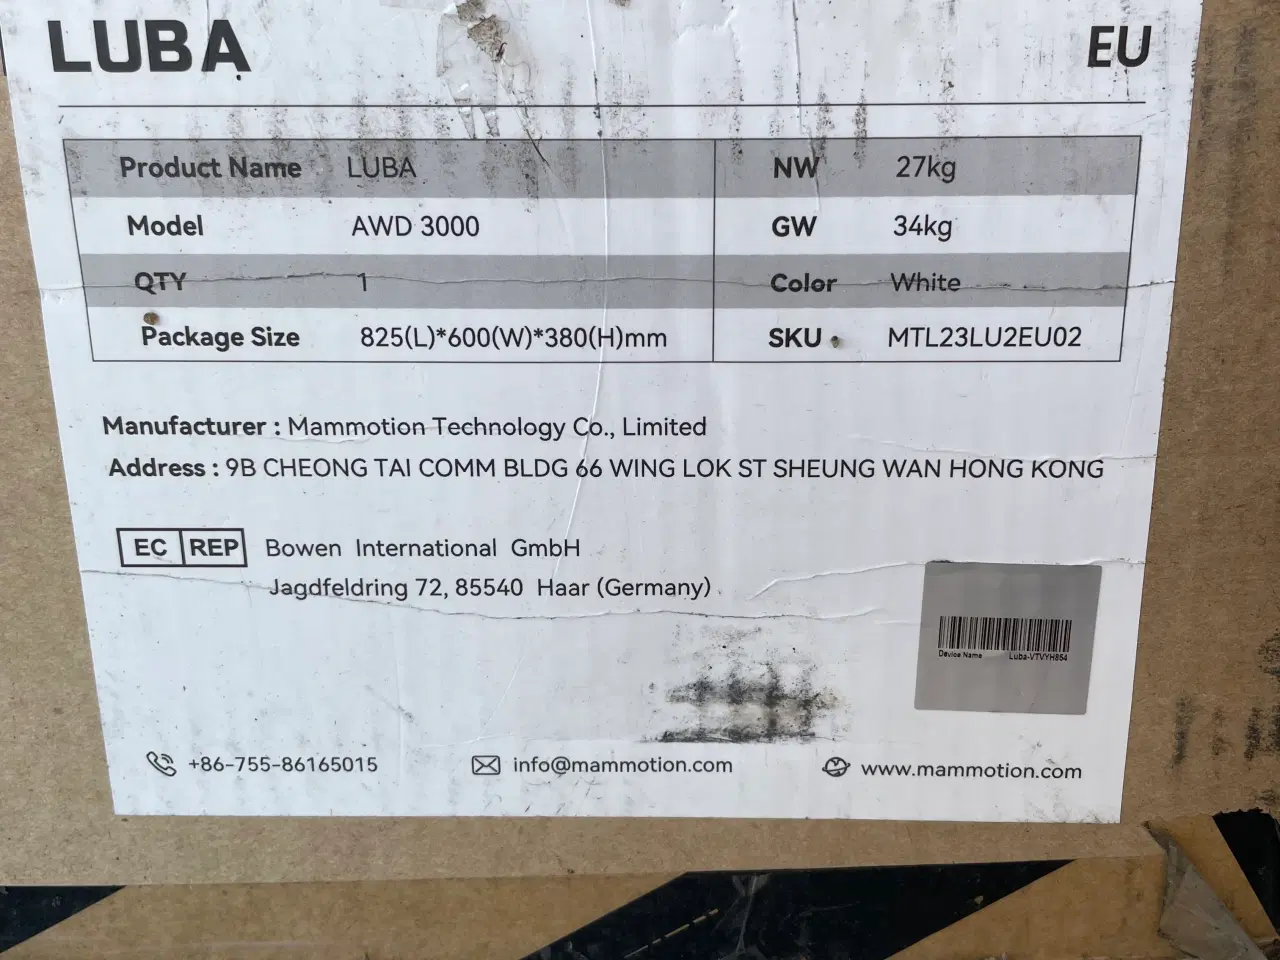 LUBA EU
Product Name LUBA NW 27kg
Model AWD 3000 GW 34kg
QTY 1 Color White
Package Size 825(L)*600(W)*380(H)mm SKU MTL23LU2EU02
Manufacturer : Mammotion Technology Co., Limited
Address : 9B CHEONG TAI COMM BLDG 66 WING LOK ST SHEUNG WAN HONG KONG
EC REP Bowen International GmbH
Jagdfeldring 72, 85540 Haar (Germany)
Device Name Luba-VTVYH854
+86-755-86165015 info@mammotion.com www.mammotion.com